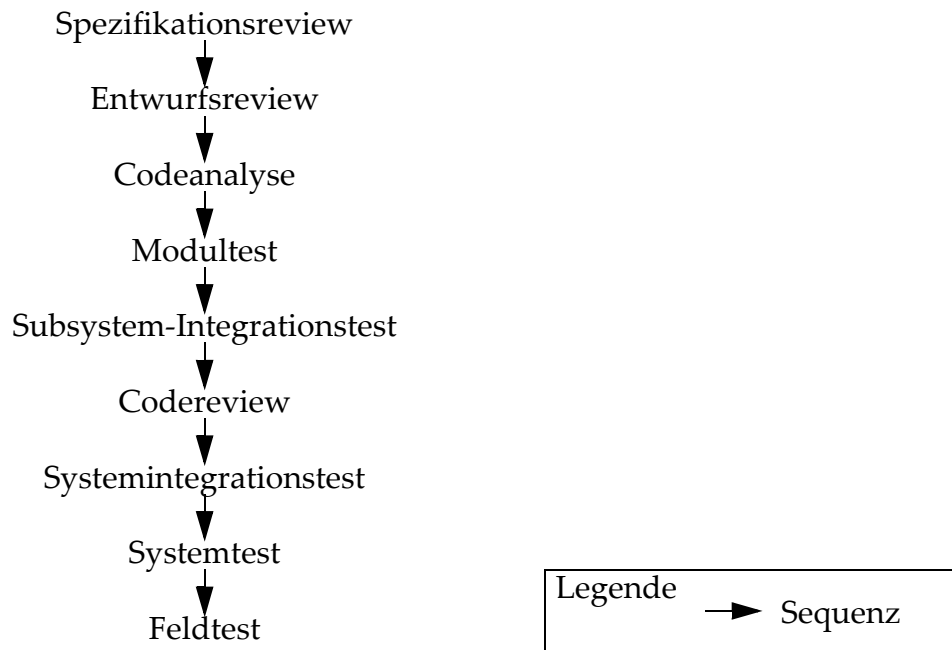 Spezifikationsreview
Entwurfsreview
Codeanalyse
Modultest
Subsystem-Integrationstest
Codereview
Systemintegrationstest
Systemtest
Feldtest
Legende
Sequenz